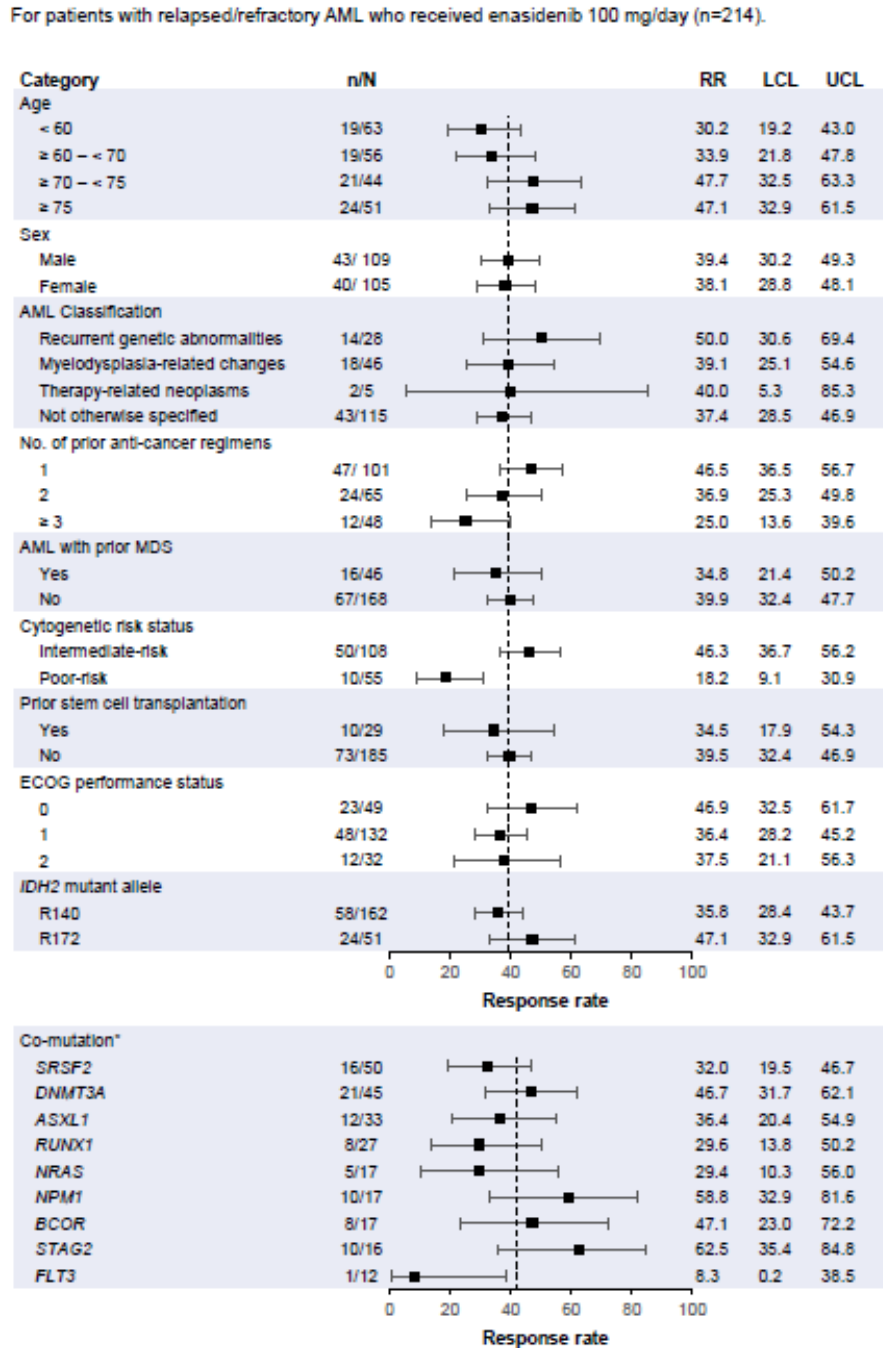 For patients with relapsed/refractory AML who received enasidenib 100 mg/day (n=214).
Category n/N RR LCL UCL
Age
< 60 19/63 30.2 19.2 43.0
≥ 60 – < 70 19/56 33.9 21.8 47.8
≥ 70 – < 75 21/44 47.7 32.5 63.3
≥ 75 24/51 47.1 32.9 61.5
Sex
Male 43/ 109 39.4 30.2 49.3
Female 40/ 105 38.1 28.8 48.1
AML Classification
Recurrent genetic abnormalities 14/28 50.0 30.6 69.4
Myelodysplasia-related changes 18/46 39.1 25.1 54.6
Therapy-related neoplasms 2/5 40.0 5.3 85.3
Not otherwise specified 43/115 37.4 28.5 46.9
No. of prior anti-cancer regimens
1 47/ 101 46.5 36.5 56.7
2 24/65 36.9 25.3 49.8
≥ 3 12/48 25.0 13.6 39.6
AML with prior MDS
Yes 16/46 34.8 21.4 50.2
No 67/168 39.9 32.4 47.7
Cytogenetic risk status
Intermediate-risk 50/108 46.3 36.7 56.2
Poor-risk 10/55 18.2 9.1 30.9
Prior stem cell transplantation
Yes 10/29 34.5 17.9 54.3
No 73/185 39.5 32.4 46.9
ECOG performance status
0 23/49 46.9 32.5 61.7
1 48/132 36.4 28.2 45.2
2 12/32 37.5 21.1 56.3
IDH2 mutant allele
R140 58/162 35.8 28.4 43.7
R172 24/51 47.1 32.9 61.5
0 20 40 60 80 100
Response rate
Co-mutation*
SRSF2 16/50 32.0 19.5 46.7
DNMT3A 21/45 46.7 31.7 62.1
ASXL1 12/33 36.4 20.4 54.9
RUNX1 8/27 29.6 13.8 50.2
NRAS 5/17 29.4 10.3 56.0
NPM1 10/17 58.8 32.9 81.6
BCOR 8/17 47.1 23.0 72.2
STAG2 10/16 62.5 35.4 84.8
FLT3 1/12 8.3 0.2 38.5
0 20 40 60 80 100
Response rate